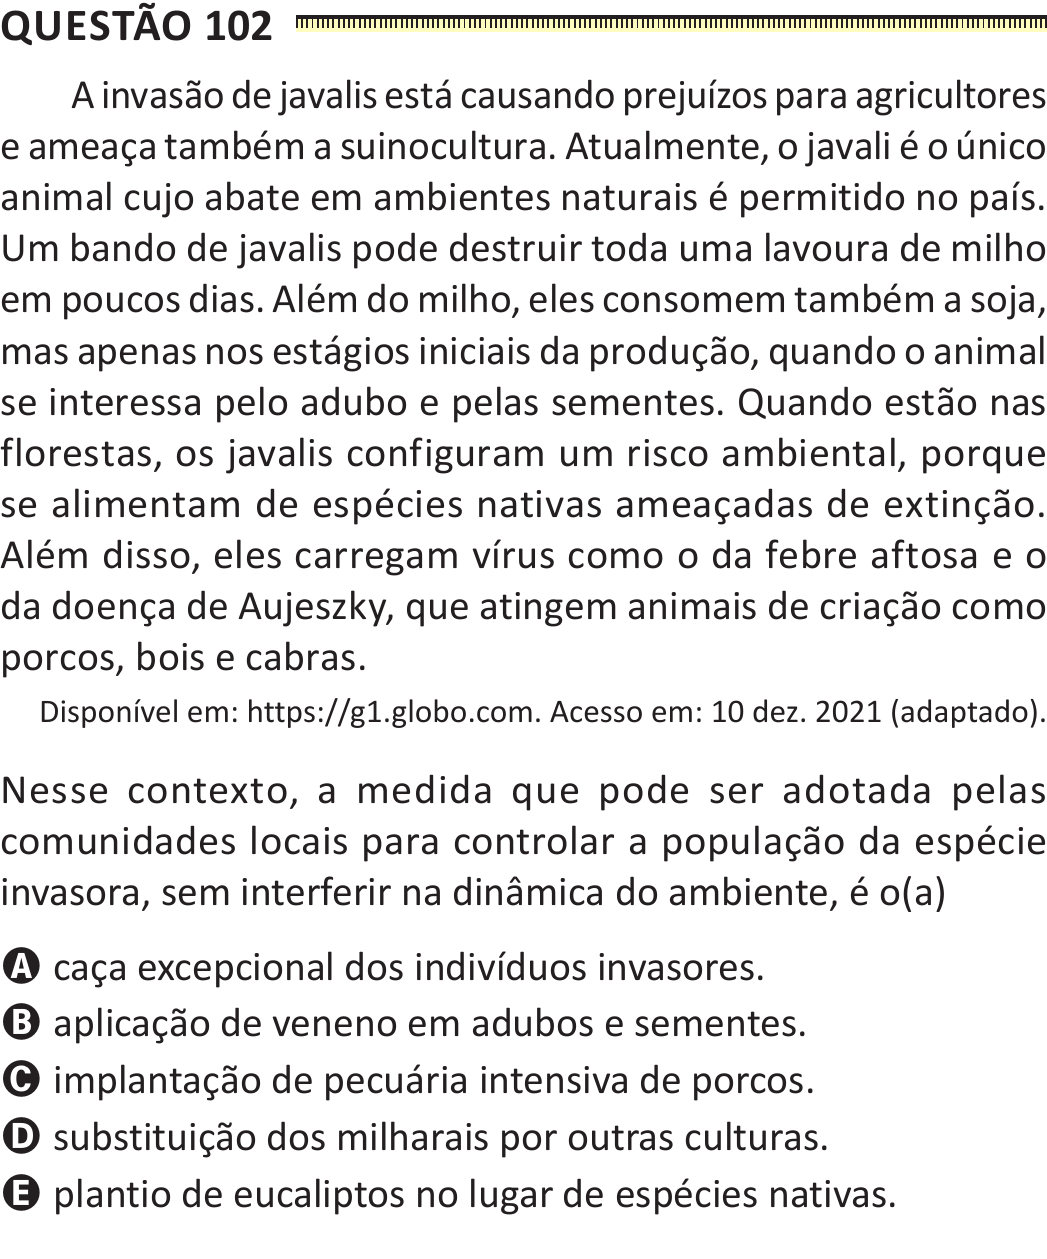 QUESTÃO 102
A invasão de javalis está causando prejuízos para agricultores
e ameaça também a suinocultura. Atualmente, o javali é o único
animal cujo abate em ambientes naturais é permitido no país.
Um bando de javalis pode destruir toda uma lavoura de milho
em poucos dias. Além do milho, eles consomem também a soja,
mas apenas nos estágios iniciais da produção, quando o animal
se interessa pelo adubo e pelas sementes. Quando estão nas
florestas, os javalis configuram um risco ambiental, porque
se alimentam de espécies nativas ameaçadas de extinção.
Além disso, eles carregam vírus como o da febre aftosa e o
da doença de Aujeszky, que atingem animais de criação como
porcos, bois e cabras.
Disponível em: https://g1.globo.com. Acesso em: 10 dez. 2021 (adaptado).
Nesse contexto, a medida que pode ser adotada pelas
comunidades locais para controlar a população da espécie
invasora, sem interferir na dinâmica do ambiente, é o(a)
A caça excepcional dos indivíduos invasores.
B aplicação de veneno em adubos e sementes.
C implantação de pecuária intensiva de porcos.
D substituição dos milharais por outras culturas.
E plantio de eucaliptos no lugar de espécies nativas.